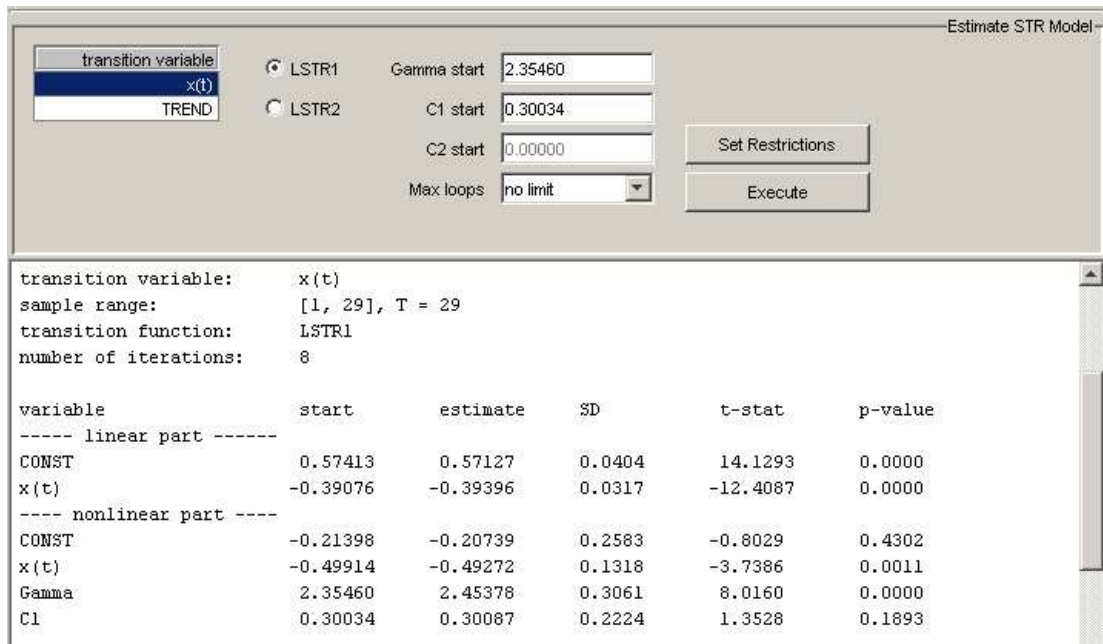 Estimate STR Model
transition variable
x(t)
TREND
LSTR1
LSTR2
Gamma start 2.35460
C1 start 0.30034
C2 start 0.00000
Max loops no limit
Set Restrictions
Execute
transition variable: x(t)
sample range: [1, 29], T = 29
transition function: LSTR1
number of iterations: 8
variable start estimate SD t-stat p-value
----- linear part ------
CONST 0.57413 0.57127 0.0404 14.1293 0.0000
x(t) -0.39076 -0.39396 0.0317 -12.4087 0.0000
---- nonlinear part ----
CONST -0.21398 -0.20739 0.2583 -0.8029 0.4302
x(t) -0.49914 -0.49272 0.1318 -3.7386 0.0011
Gamma 2.35460 2.45378 0.3061 8.0160 0.0000
C1 0.30034 0.30087 0.2224 1.3528 0.1893